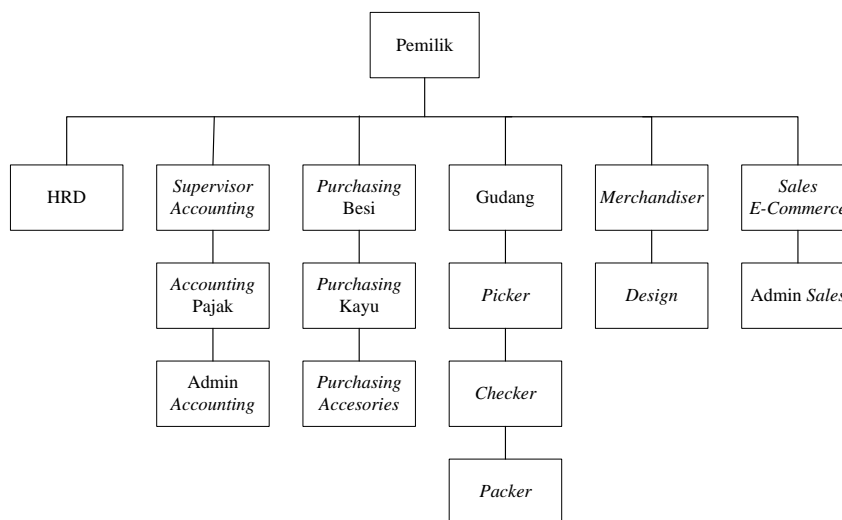 Pemilik
HRD
Supervisor
Accounting
Purchasing
Besi
Gudang
Merchandiser
Sales
E-Commerce
Accounting
Pajak
Purchasing
Kayu
Picker
Design
Admin Sales
Admin
Accounting
Purchasing
Accesories
Checker
Packer